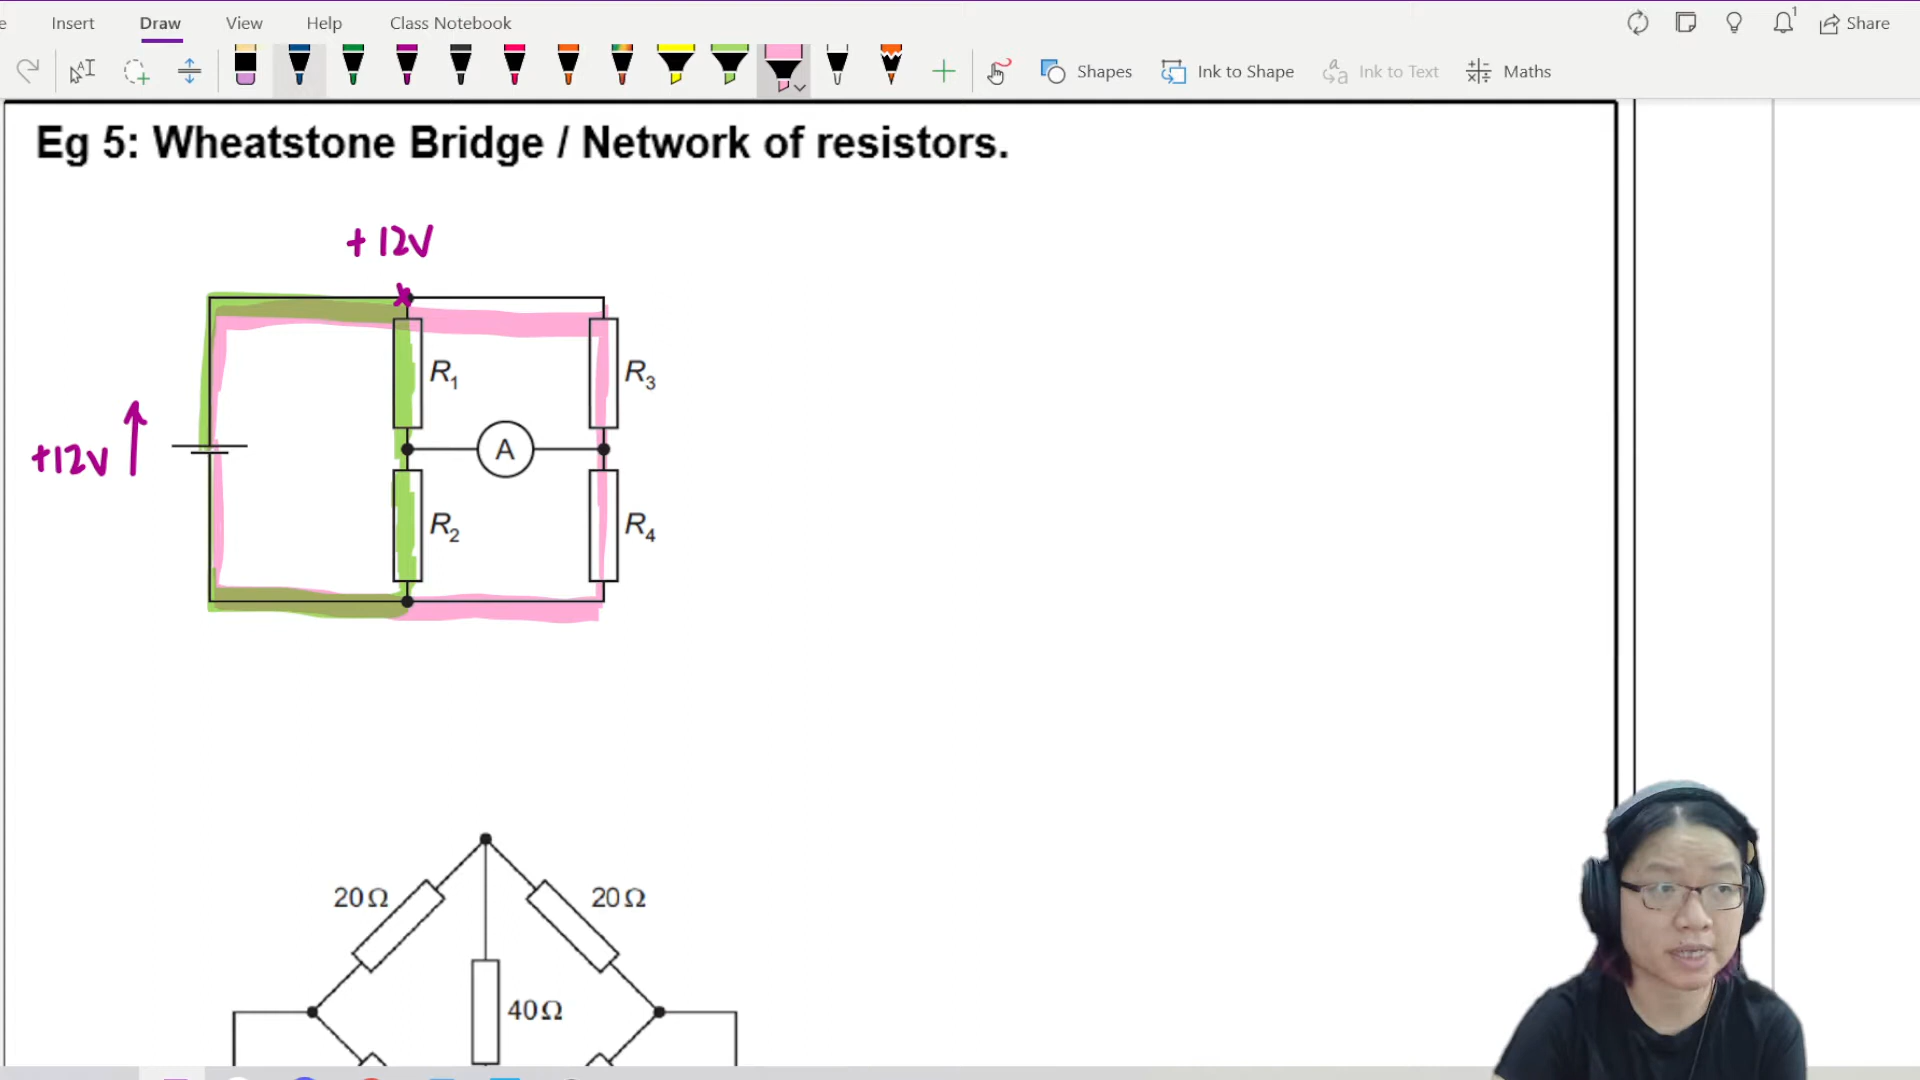 e Insert Draw View Help Class Notebook 1 Share
Shapes Ink to Shape Ink to Text Maths
Eg 5: Wheatstone Bridge / Network of resistors.
+ 12V
R1 R3
+12V A
R2 R4
20Ω 20Ω
40Ω